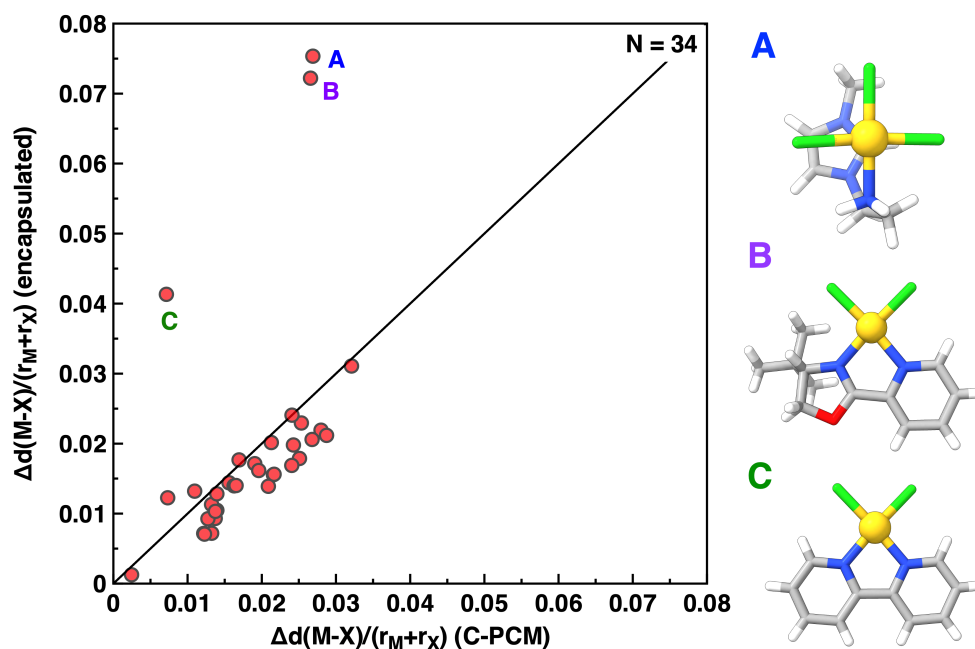 N = 34
A
B
C
0.08
0.07
0.06
0.05
0.04
0.03
0.02
0.01
0
Δd(M-X)/(rM+rX) (encapsulated)
0 0.01 0.02 0.03 0.04 0.05 0.06 0.07 0.08
Δd(M-X)/(rM+rX) (C-PCM)
A
B
C